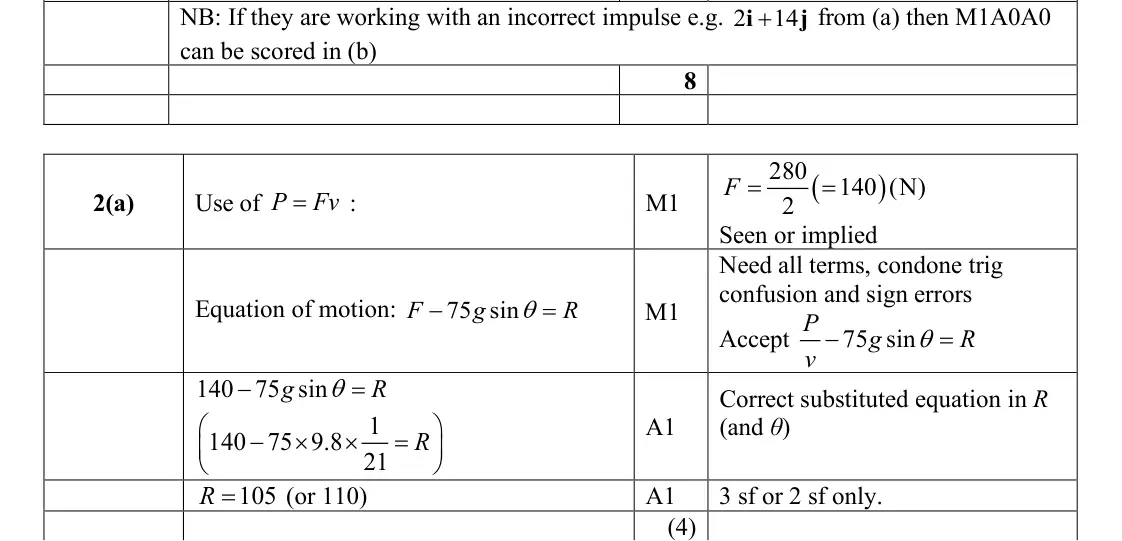 NB: If they are working with an incorrect impulse e.g. 2i+14j from (a) then M1A0A0
can be scored in (b)
8
2(a) Use of P = Fv : M1 F = 280/2 (=140)(N)
Seen or implied
Equation of motion: F − 75g sin θ = R M1 Need all terms, condone trig
confusion and sign errors
Accept P/v − 75g sin θ = R
140 − 75g sin θ = R
(140 − 75×9.8× 1/21 = R) A1 Correct substituted equation in R
(and θ)
R = 105 (or 110) A1 3 sf or 2 sf only.
(4)